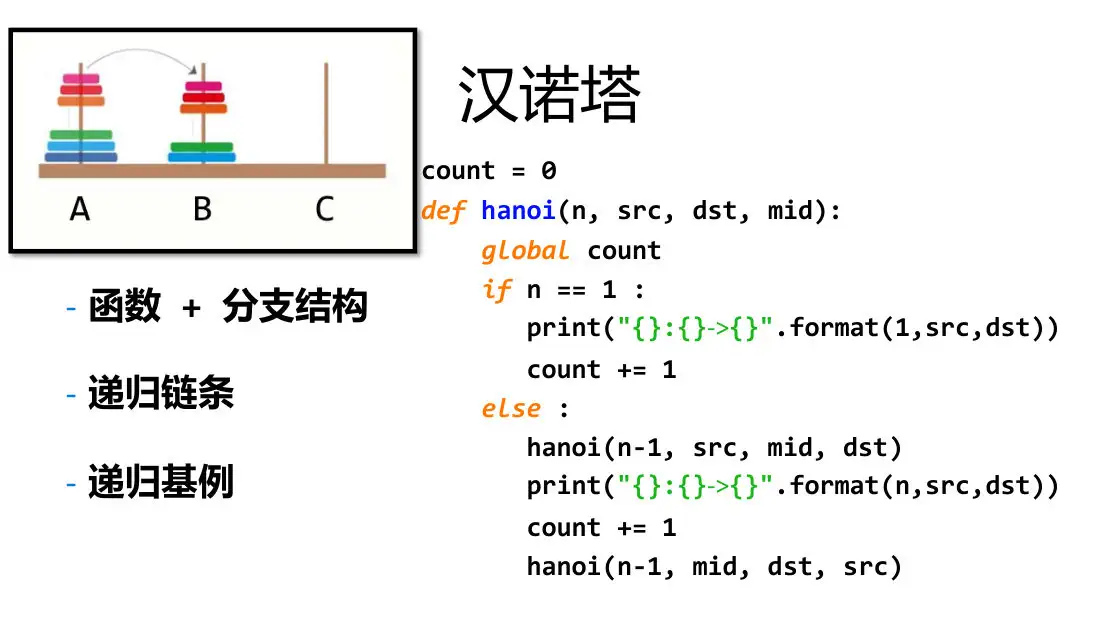 汉诺塔
A B C
- 函数 + 分支结构
- 递归链条
- 递归基例
count = 0
def hanoi(n, src, dst, mid):
    global count
    if n == 1 :
        print("{}:{}->{}".format(1,src,dst))
        count += 1
    else :
        hanoi(n-1, src, mid, dst)
        print("{}:{}->{}".format(n,src,dst))
        count += 1
        hanoi(n-1, mid, dst, src)